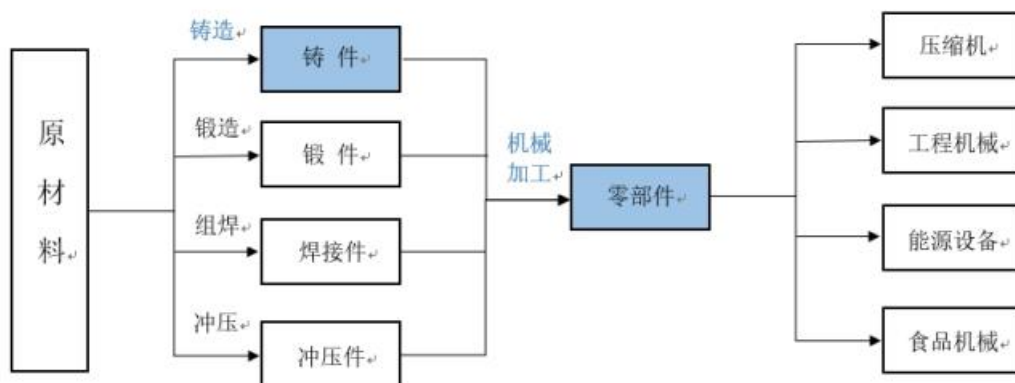 原
材
料
铸造
铸 件
锻造
锻 件
组焊
焊接件
冲压
冲压件
机械
加工
零部件
压缩机
工程机械
能源设备
食品机械